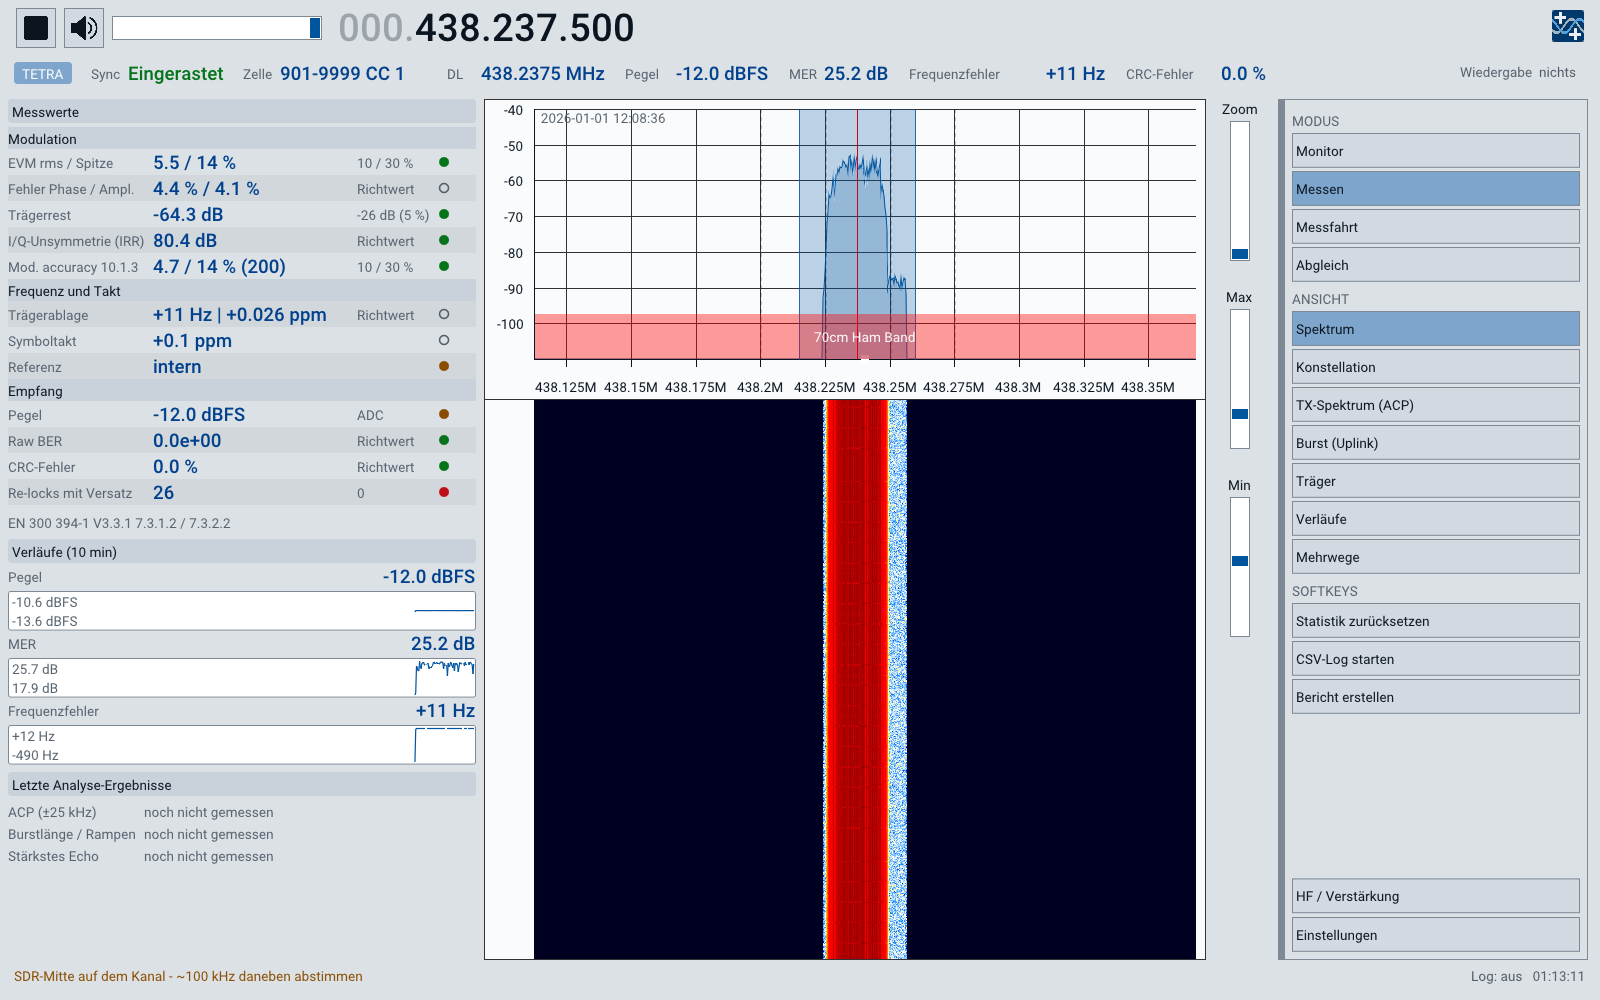 000.438.237.500
TETRA Sync Eingerastet Zelle 901-9999 CC 1 DL 438.2375 MHz Pegel -12.0 dBFS MER 25.2 dB Frequenzfehler +11 Hz CRC-Fehler 0.0 % Wiedergabe nichts
Messwerte
Modulation
EVM rms / Spitze 5.5 / 14 % 10 / 30 %
Fehler Phase / Ampl. 4.4 % / 4.1 % Richtwert
Trägerrest -64.3 dB -26 dB (5 %)
I/Q-Unsymmetrie (IRR) 80.4 dB Richtwert
Mod. accuracy 10.1.3 4.7 / 14 % (200) 10 / 30 %
Frequenz und Takt
Trägerablage +11 Hz | +0.026 ppm Richtwert
Symboltakt +0.1 ppm
Referenz intern
Empfang
Pegel -12.0 dBFS ADC
Raw BER 0.0e+00 Richtwert
CRC-Fehler 0.0 % Richtwert
Re-locks mit Versatz 26 0
EN 300 394-1 V3.3.1 7.3.1.2 / 7.3.2.2
Verläufe (10 min)
Pegel -12.0 dBFS
-10.6 dBFS
-13.6 dBFS
MER 25.2 dB
25.7 dB
17.9 dB
Frequenzfehler +11 Hz
+12 Hz
-490 Hz
Letzte Analyse-Ergebnisse
ACP (±25 kHz) noch nicht gemessen
Burstlänge / Rampen noch nicht gemessen
Stärkstes Echo noch nicht gemessen
SDR-Mitte auf dem Kanal - ~100 kHz daneben abstimmen
-40
2026-01-01 12:08:36
-50
-60
-70
-80
-90
-100
70cm Ham Band
438.125M 438.15M 438.175M 438.2M 438.225M 438.25M 438.275M 438.3M 438.325M 438.35M
Zoom
Max
Min
MODUS
Monitor
Messen
Messfahrt
Abgleich
ANSICHT
Spektrum
Konstellation
TX-Spektrum (ACP)
Burst (Uplink)
Träger
Verläufe
Mehrwege
SOFTKEYS
Statistik zurücksetzen
CSV-Log starten
Bericht erstellen
HF / Verstärkung
Einstellungen
Log: aus 01:13:11